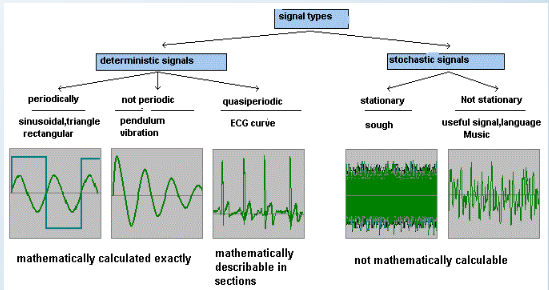 signal types
deterministic signals
stochastic signals
periodically
not periodic
quasiperiodic
stationary
Not stationary
sinusoidal,triangle
rectangular
pendulum
vibration
ECG curve
sough
useful signal,language
Music
mathematically calculated exactly
mathematically
describable in
sections
not mathematically calculable